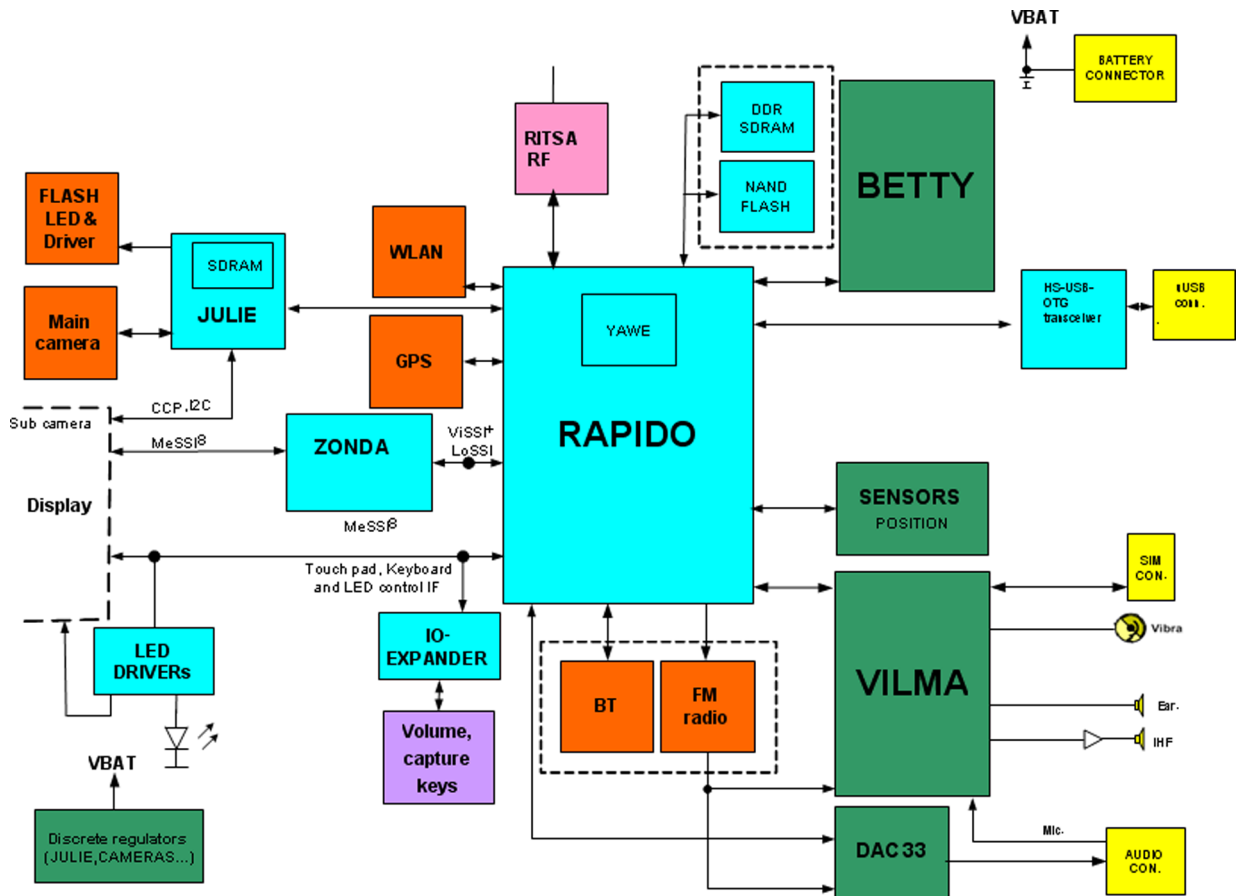 VBAT
BATTERY
CONNECTOR
DDR
SDRAM
NAND
FLASH
BETTY
RITSA
RF
FLASH
LED &
Driver
SDRAM
JULIE
WLAN
Main
camera
GPS
YAWE
RAPIDO
HS-USB-
OTG
transceiver
uUSB
conn.
.
CCP,I2C
Sub camera
MeSSI8
ZONDA
ViSSI+
LoSSI
Display
MeSSI8
SENSORS
POSITION
Touch pad, Keyboard
and LED control IF
SIM
CON.
Vibra
LED
DRIVERs
IO-
EXPANDER
BT
FM
radio
VILMA
Ear.
IHF
Volume,
capture
keys
VBAT
Discrete regulators
(JULIE,CAMERAS...)
DAC33
Mic.
AUDIO
CON.